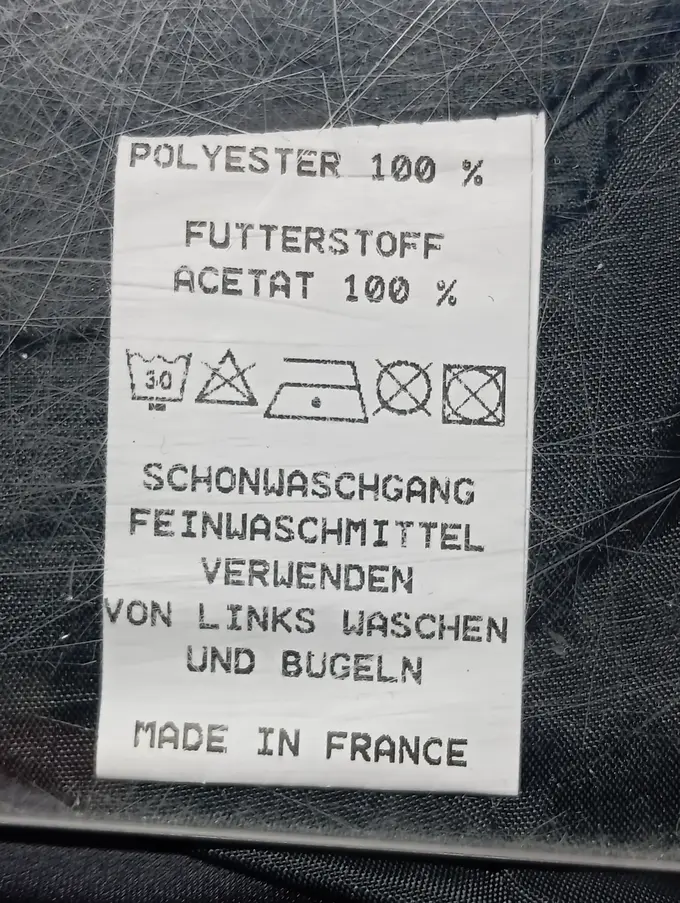 POLYESTER 100 %
FUTTERSTOFF
ACETAT 100 %
30
SCHONWASCHGANG
FEINWASCHMITTEL
VERWENDEN
VON LINKS WASCHEN
UND BUGELN
MADE IN FRANCE